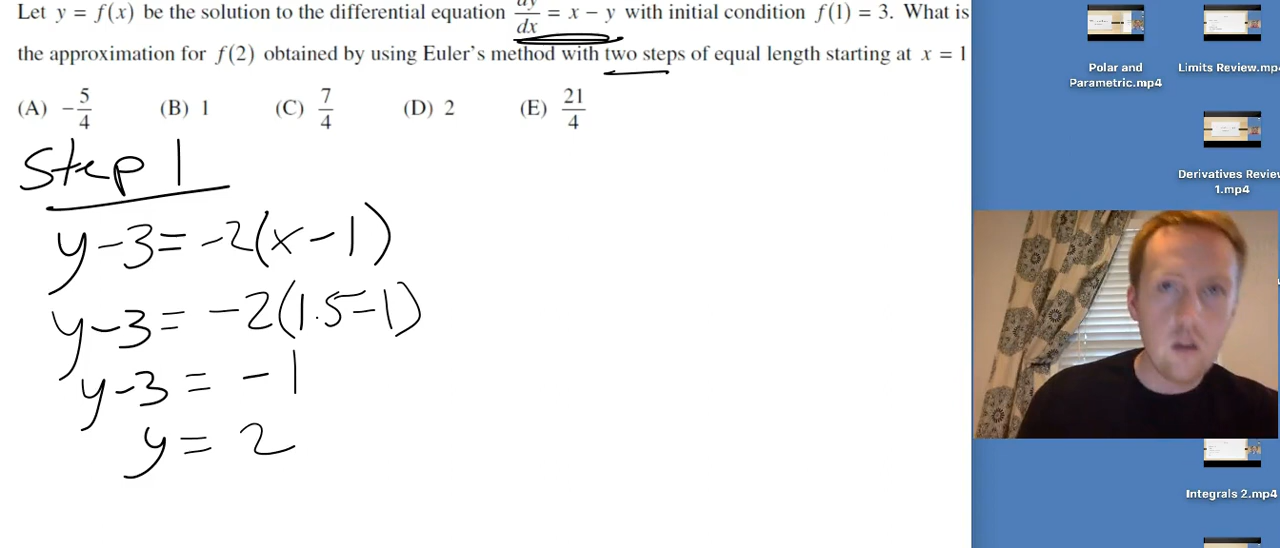 Let y = f(x) be the solution to the differential equation dy/dx = x − y with initial condition f(1) = 3. What is
the approximation for f(2) obtained by using Euler's method with two steps of equal length starting at x = 1
(A) −5/4 (B) 1 (C) 7/4 (D) 2 (E) 21/4
Step 1
y−3 = −2(x−1)
y−3 = −2(1.5−1)
y−3 = −1
y = 2
Polar and
Parametric.mp4
Limits Review.mp
Derivatives Review
1.mp4
Integrals 2.mp4